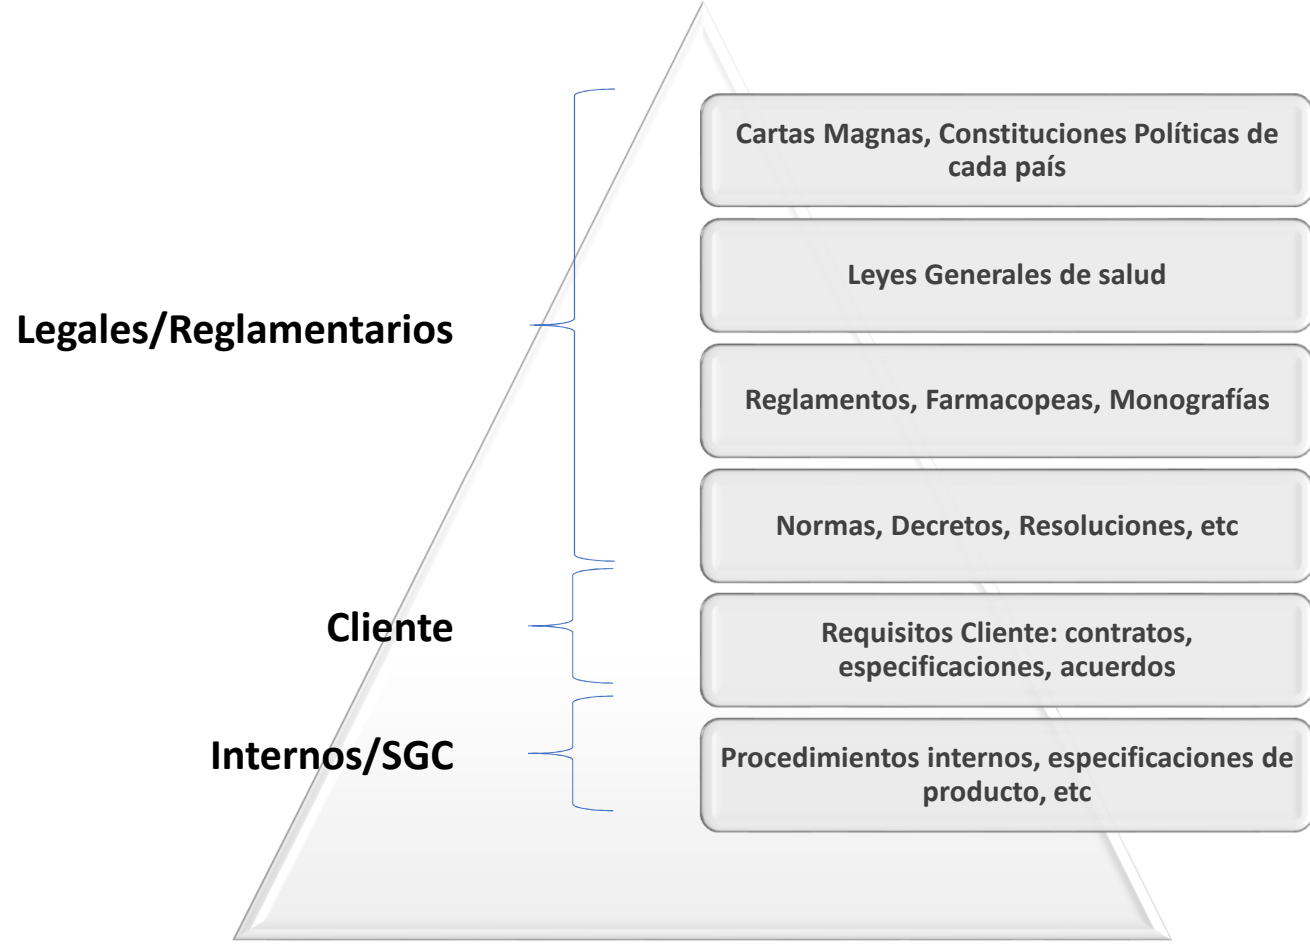 Cartas Magnas, Constituciones Políticas de
cada país
Leyes Generales de salud
Legales/Reglamentarios
Reglamentos, Farmacopeas, Monografías
Normas, Decretos, Resoluciones, etc
Cliente
Requisitos Cliente: contratos,
especificaciones, acuerdos
Internos/SGC
Procedimientos internos, especificaciones de
producto, etc